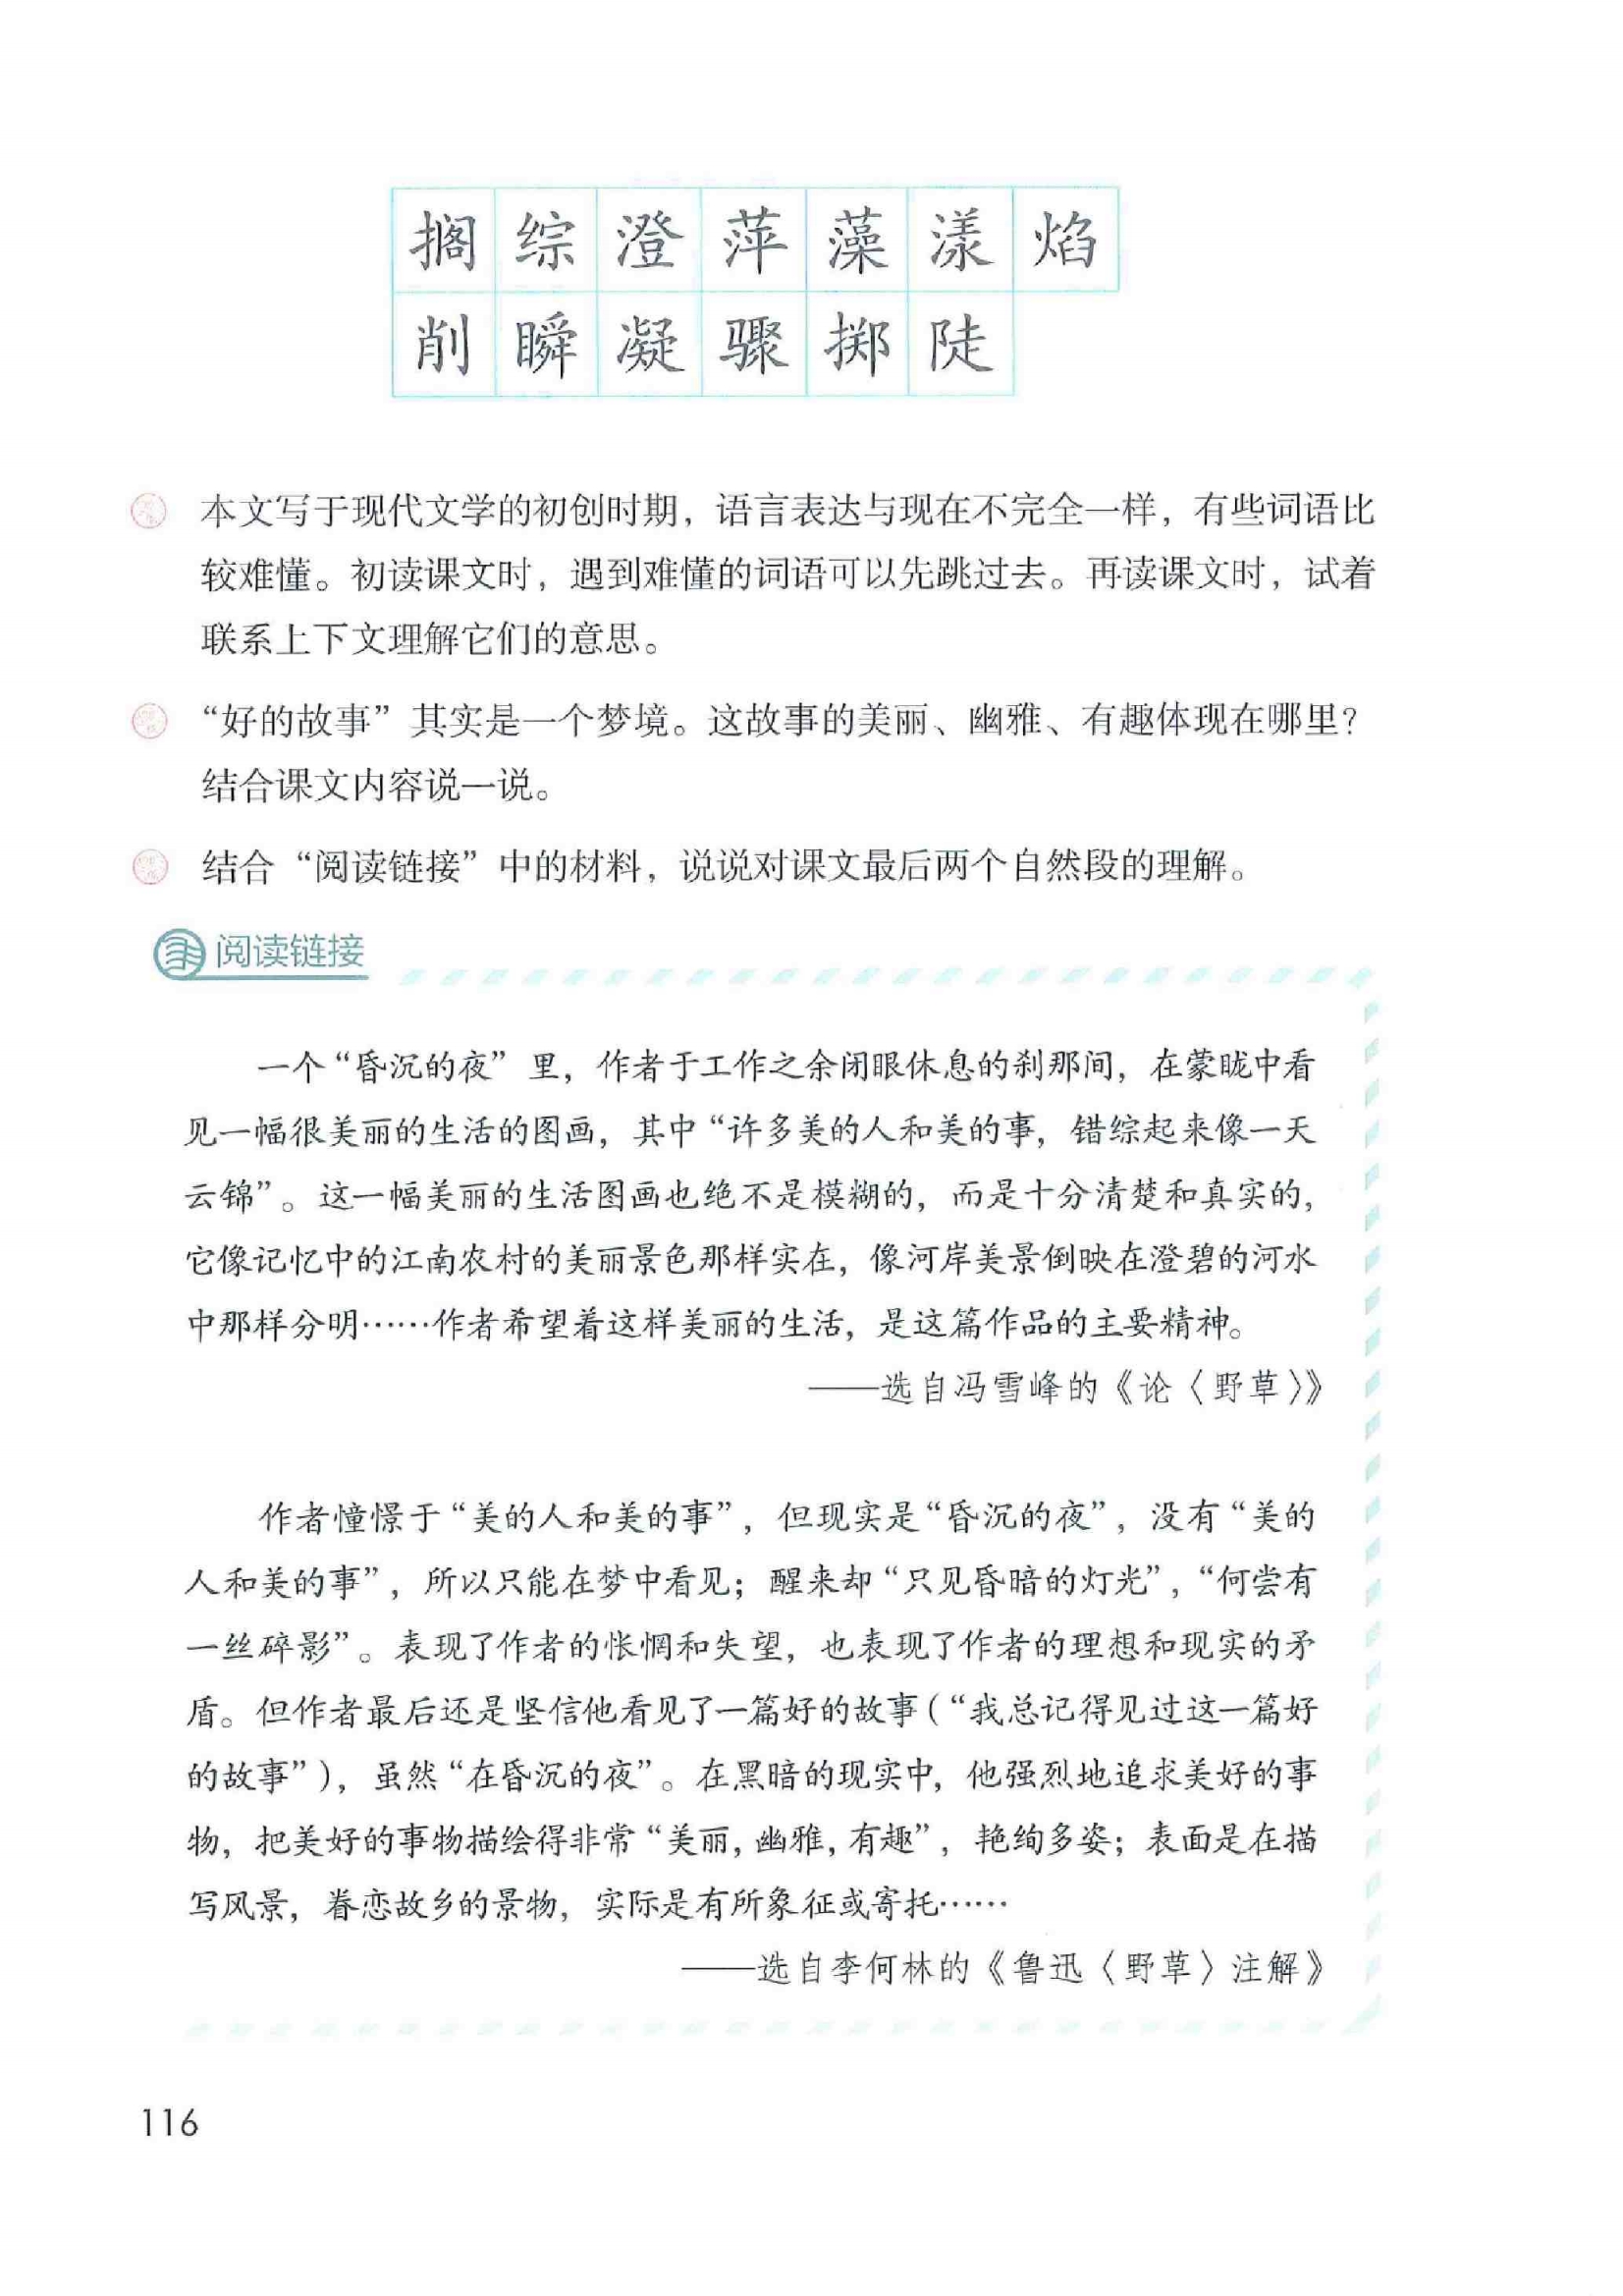 搁综澄萍藻漾焰
削瞬凝骤掷陡
本文写于现代文学的初创时期，语言表达与现在不完全一样，有些词语比
较难懂。初读课文时，遇到难懂的词语可以先跳过去。再读课文时，试着
联系上下文理解它们的意思。
“好的故事”其实是一个梦境。这故事的美丽、幽雅、有趣体现在哪里？
结合课文内容说一说。
结合“阅读链接”中的材料，说说对课文最后两个自然段的理解。
阅读链接
一个“昏沉的夜”里，作者于工作之余闭眼休息的刹那间，在蒙眬中看
见一幅很美丽的生活的图画，其中“许多美的人和美的事，错综起来像一天
云锦”。这一幅美丽的生活图画也绝不是模糊的，而是十分清楚和真实的，
它像记忆中的江南农村的美丽景色那样实在，像河岸美景倒映在澄碧的河水
中那样分明……作者希望着这样美丽的生活，是这篇作品的主要精神。
——选自冯雪峰的《论〈野草〉》
作者憧憬于“美的人和美的事”，但现实是“昏沉的夜”，没有“美的
人和美的事”，所以只能在梦中看见；醒来却“只见昏暗的灯光”，“何尝有
一丝碎影”。表现了作者的怅惘和失望，也表现了作者的理想和现实的矛
盾。但作者最后还是坚信他看见了一篇好的故事（“我总记得见过这一篇好
的故事”），虽然“在昏沉的夜”。在黑暗的现实中，他强烈地追求美好的事
物，把美好的事物描绘得非常“美丽，幽雅，有趣”，艳绚多姿；表面是在描
写风景，眷恋故乡的景物，实际是有所象征或寄托……
——选自李何林的《鲁迅〈野草〉注解》
116